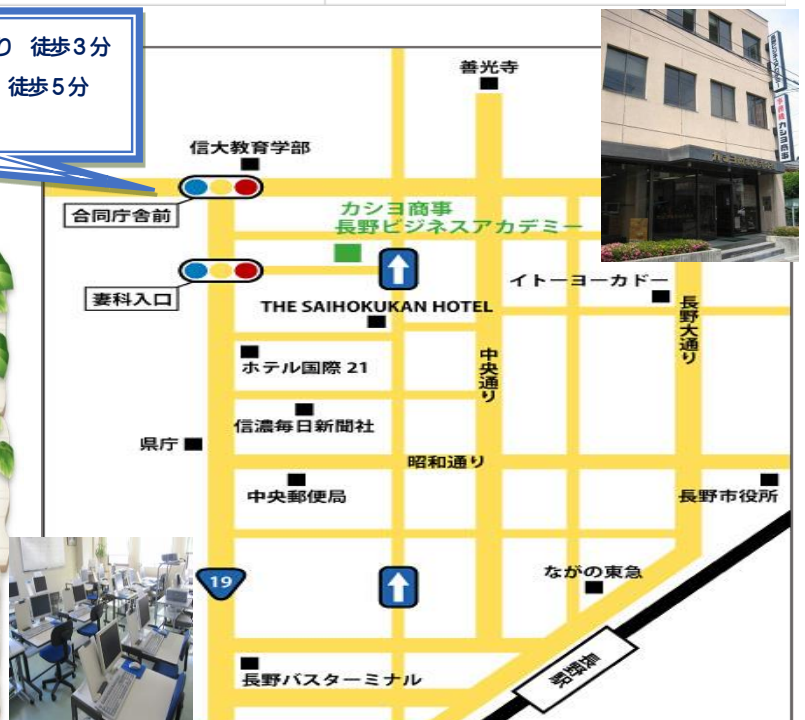 り 徒歩3分
徒歩5分
善光寺
信大教育学部
合同庁舎前
カシヨ商事
長野ビジネスアカデミー
妻科入口
イトーヨーカドー
THE SAIHOKUKAN HOTEL
長野大通り
中央通り
ホテル国際 21
信濃毎日新聞社
県庁
昭和通り
中央郵便局
長野市役所
19
ながの東急
長野駅
長野バスターミナル
カシヨ商事